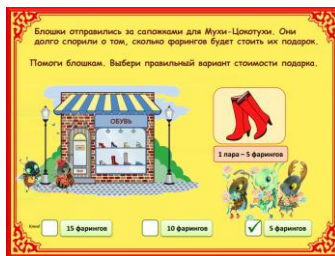 Блошки отправились за сапожками для Мухи-Цокотухи. Они
долго спорили о том, сколько фарингов будет стоить их подарок.
Помоги блошкам. Выбери правильный вариант стоимости подарка.
ОБУВЬ
1 пара – 5 фарингов
15 фарингов
10 фарингов
5 фарингов